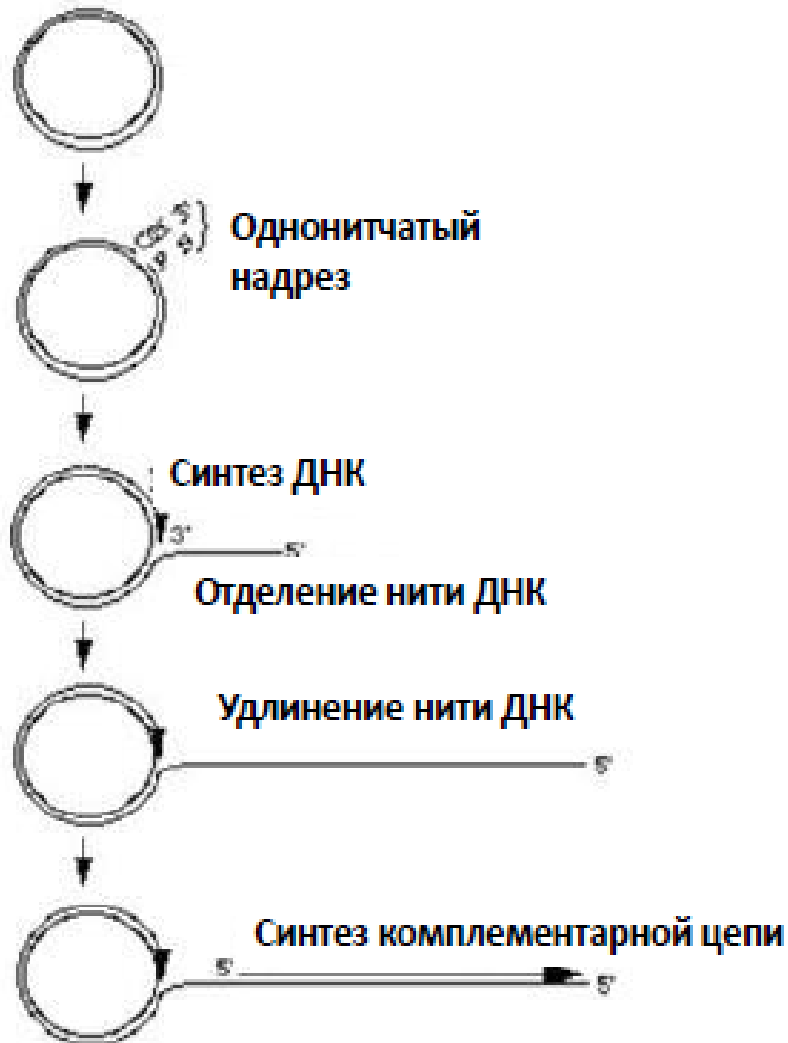 Однонитчатый
надрез
Синтез ДНК
3'
5'
Отделение нити ДНК
Удлинение нити ДНК
5'
Синтез комплементарной цепи
5'
5'